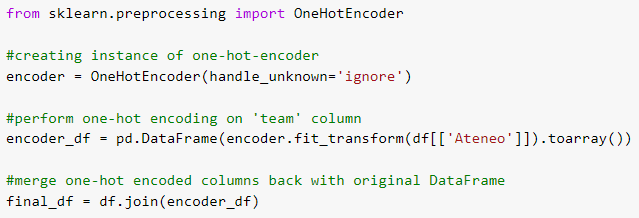 from sklearn.preprocessing import OneHotEncoder
#creating instance of one-hot-encoder
encoder = OneHotEncoder(handle_unknown='ignore')
#perform one-hot encoding on 'team' column
encoder_df = pd.DataFrame(encoder.fit_transform(df[['Ateneo']]).toarray())
#merge one-hot encoded columns back with original DataFrame
final_df = df.join(encoder_df)